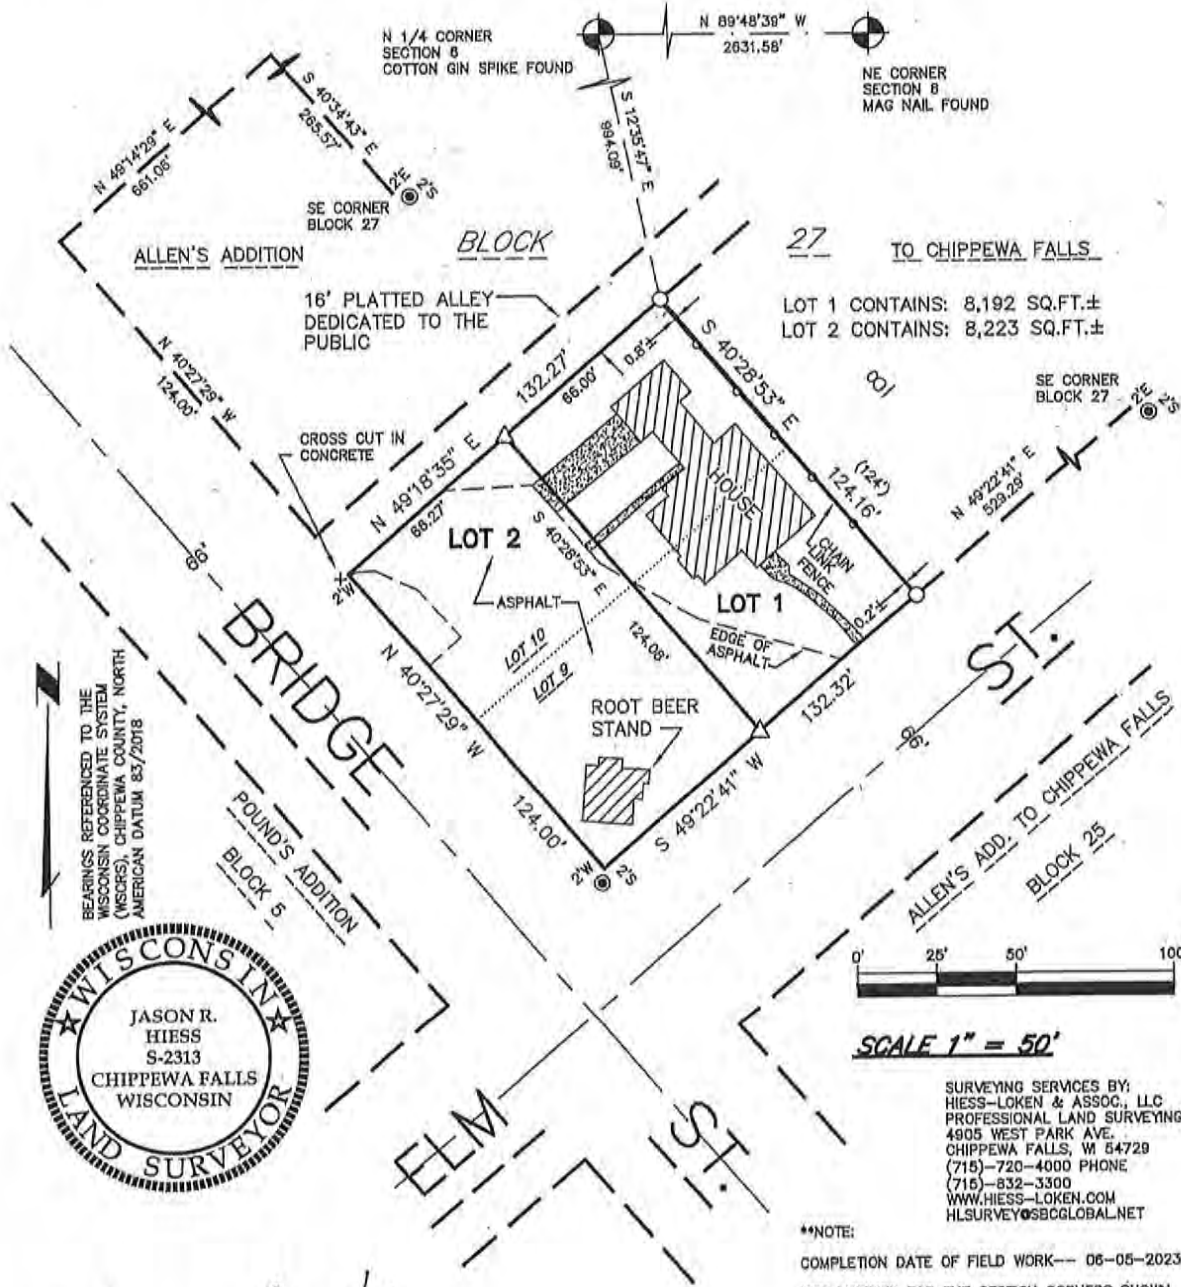 N 1/4 CORNER
SECTION 6
COTTON GIN SPIKE FOUND
N 89°48'39" W
2631.58'
NE CORNER
SECTION 6
MAG NAIL FOUND
S 12°35'47" E
994.09'
N 49°14'29" E
661.06'
S 40°34'43" E
265.57'
2'E
2'S
SE CORNER
BLOCK 27
ALLEN'S ADDITION
BLOCK
27
TO CHIPPEWA FALLS
16' PLATTED ALLEY
DEDICATED TO THE
PUBLIC
LOT 1 CONTAINS: 8,192 SQ.FT.±
LOT 2 CONTAINS: 8,223 SQ.FT.±
N 40°27'29" W
124.00'
132.27'
66.00'
0.8'±
S 40°28'53" E
(124')
124.16'
SE CORNER
BLOCK 27
2'E
2'S
CROSS CUT IN
CONCRETE
N 49°18'35" E
66.27'
N 49°22'41" E
529.29'
HOUSE
LOT 2
S 40°28'53" E
124.08'
CHAIN
LINK
FENCE
66'
2'W
ASPHALT
LOT 1
0.2'±
EDGE OF
ASPHALT
LOT 10
LOT 9
BRIDGE
ST.
N 40°27'29" W
124.00'
132.32'
S 49°22'41" W
ROOT BEER
STAND
66'
2'W
2'S
BEARINGS REFERENCED TO THE
WISCONSIN COORDINATE SYSTEM
(WSCRS), CHIPPEWA COUNTY, NORTH
AMERICAN DATUM 83/2018
POUND'S ADDITION
BLOCK 5
ALLEN'S ADD. TO CHIPPEWA FALLS
BLOCK 25
WISCONSIN
JASON R.
HIESS
S-2313
CHIPPEWA FALLS
WISCONSIN
LAND SURVEYOR
0' 25' 50' 100
SCALE 1" = 50'
ELM
ST.
SURVEYING SERVICES BY:
HIESS-LOKEN & ASSOC., LLC
PROFESSIONAL LAND SURVEYING
4905 WEST PARK AVE.
CHIPPEWA FALLS, WI 54729
(715)-720-4000 PHONE
(715)-832-3300
WWW.HIESS-LOKEN.COM
HLSURVEY@SBCGLOBAL.NET
**NOTE:
COMPLETION DATE OF FIELD WORK-- 06-05-2023